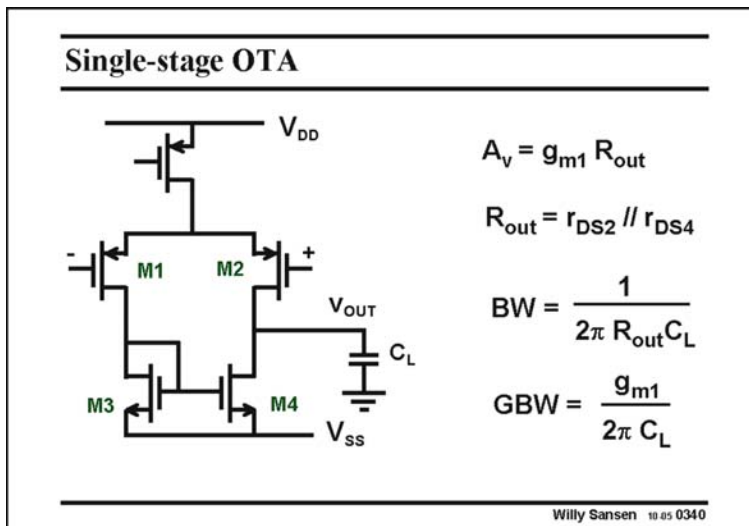 Single-stage OTA
V_DD
- M1 M2 +
v_OUT
C_L
M3 M4
V_SS
A_v = g_m1 R_out
R_out = r_DS2 // r_DS4
BW = 1 / 2π R_out C_L
GBW = g_m1 / 2π C_L
Willy Sansen 10-05 0340